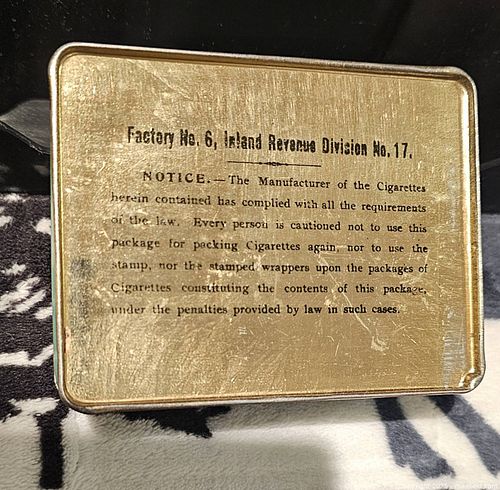 Factory No. 6, Inland Revenue Division No. 17.
NOTICE.—The Manufacturer of the Cigarettes
herein contained has complied with all the requirements
of the law. Every person is cautioned not to use this
package for packing Cigarettes again, nor to use the
stamp, nor the stamped wrappers upon the packages of
Cigarettes constituting the contents of this package,
under the penalties provided by law in such cases.